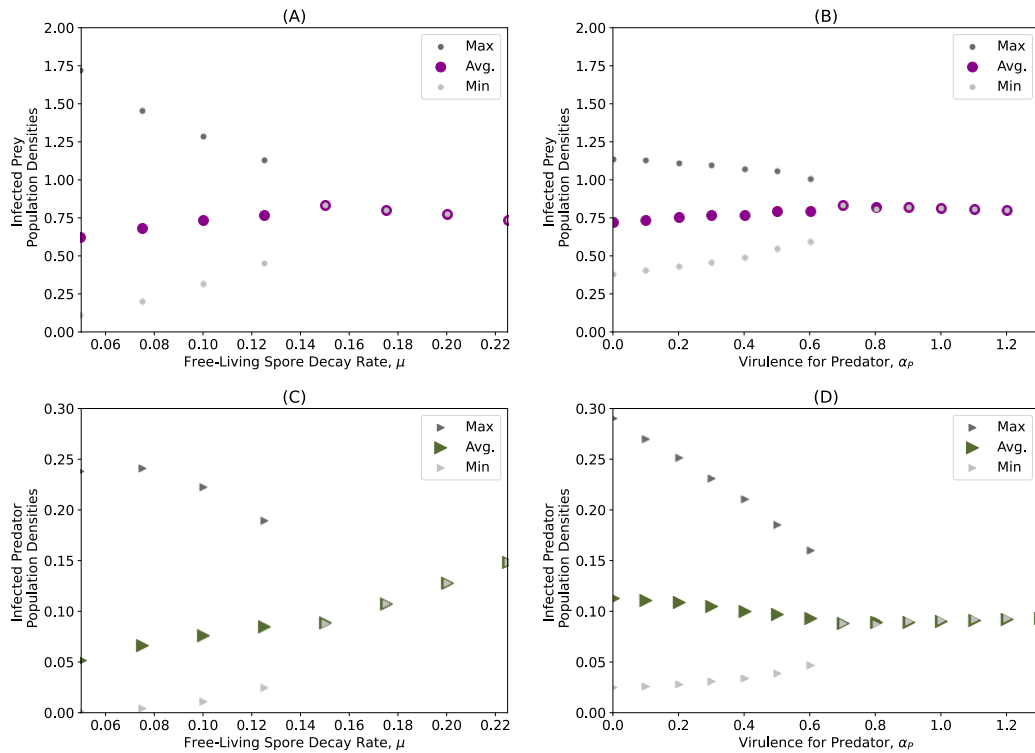 (A)
2.00
1.75
1.50
1.25
1.00
0.75
0.50
0.25
0.00
Infected Prey
Population Densities
Max
Avg.
Min
0.06 0.08 0.10 0.12 0.14 0.16 0.18 0.20 0.22
Free-Living Spore Decay Rate, μ
(B)
2.00
1.75
1.50
1.25
1.00
0.75
0.50
0.25
0.00
Infected Prey
Population Densities
Max
Avg.
Min
0.0 0.2 0.4 0.6 0.8 1.0 1.2
Virulence for Predator, αP
(C)
0.30
0.25
0.20
0.15
0.10
0.05
0.00
Infected Predator
Population Densities
Max
Avg.
Min
0.06 0.08 0.10 0.12 0.14 0.16 0.18 0.20 0.22
Free-Living Spore Decay Rate, μ
(D)
0.30
0.25
0.20
0.15
0.10
0.05
0.00
Infected Predator
Population Densities
Max
Avg.
Min
0.0 0.2 0.4 0.6 0.8 1.0 1.2
Virulence for Predator, αP